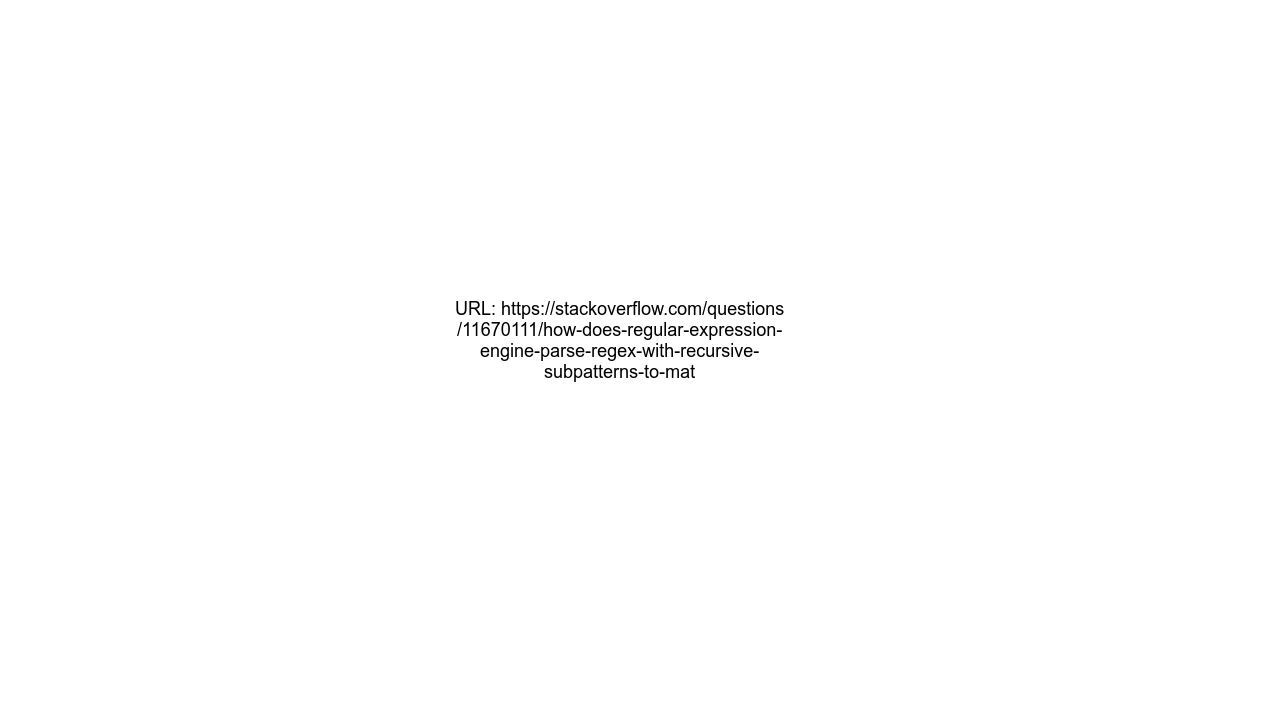 URL: https://stackoverflow.com/questions
/11670111/how-does-regular-expression-
engine-parse-regex-with-recursive-
subpatterns-to-mat